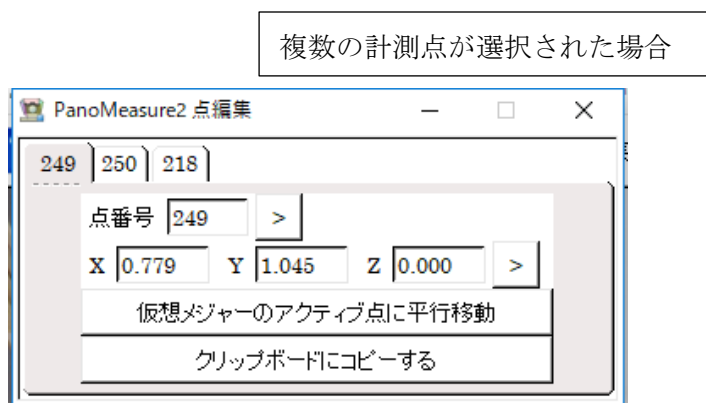 複数の計測点が選択された場合
PanoMeasure2 点編集
249 250 218
点番号 249 >
X 0.779 Y 1.045 Z 0.000 >
仮想メジャーのアクティブ点に平行移動
クリップボードにコピーする